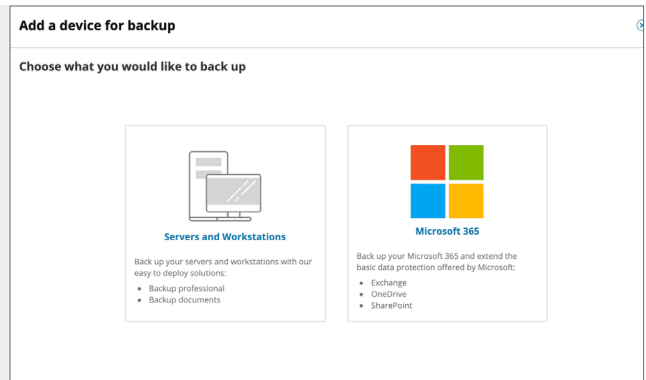 Add a device for backup
Choose what you would like to back up
Servers and Workstations
Back up your servers and workstations with our
easy to deploy solutions:
Backup professional
Backup documents
Microsoft 365
Back up your Microsoft 365 and extend the
basic data protection offered by Microsoft:
Exchange
OneDrive
SharePoint